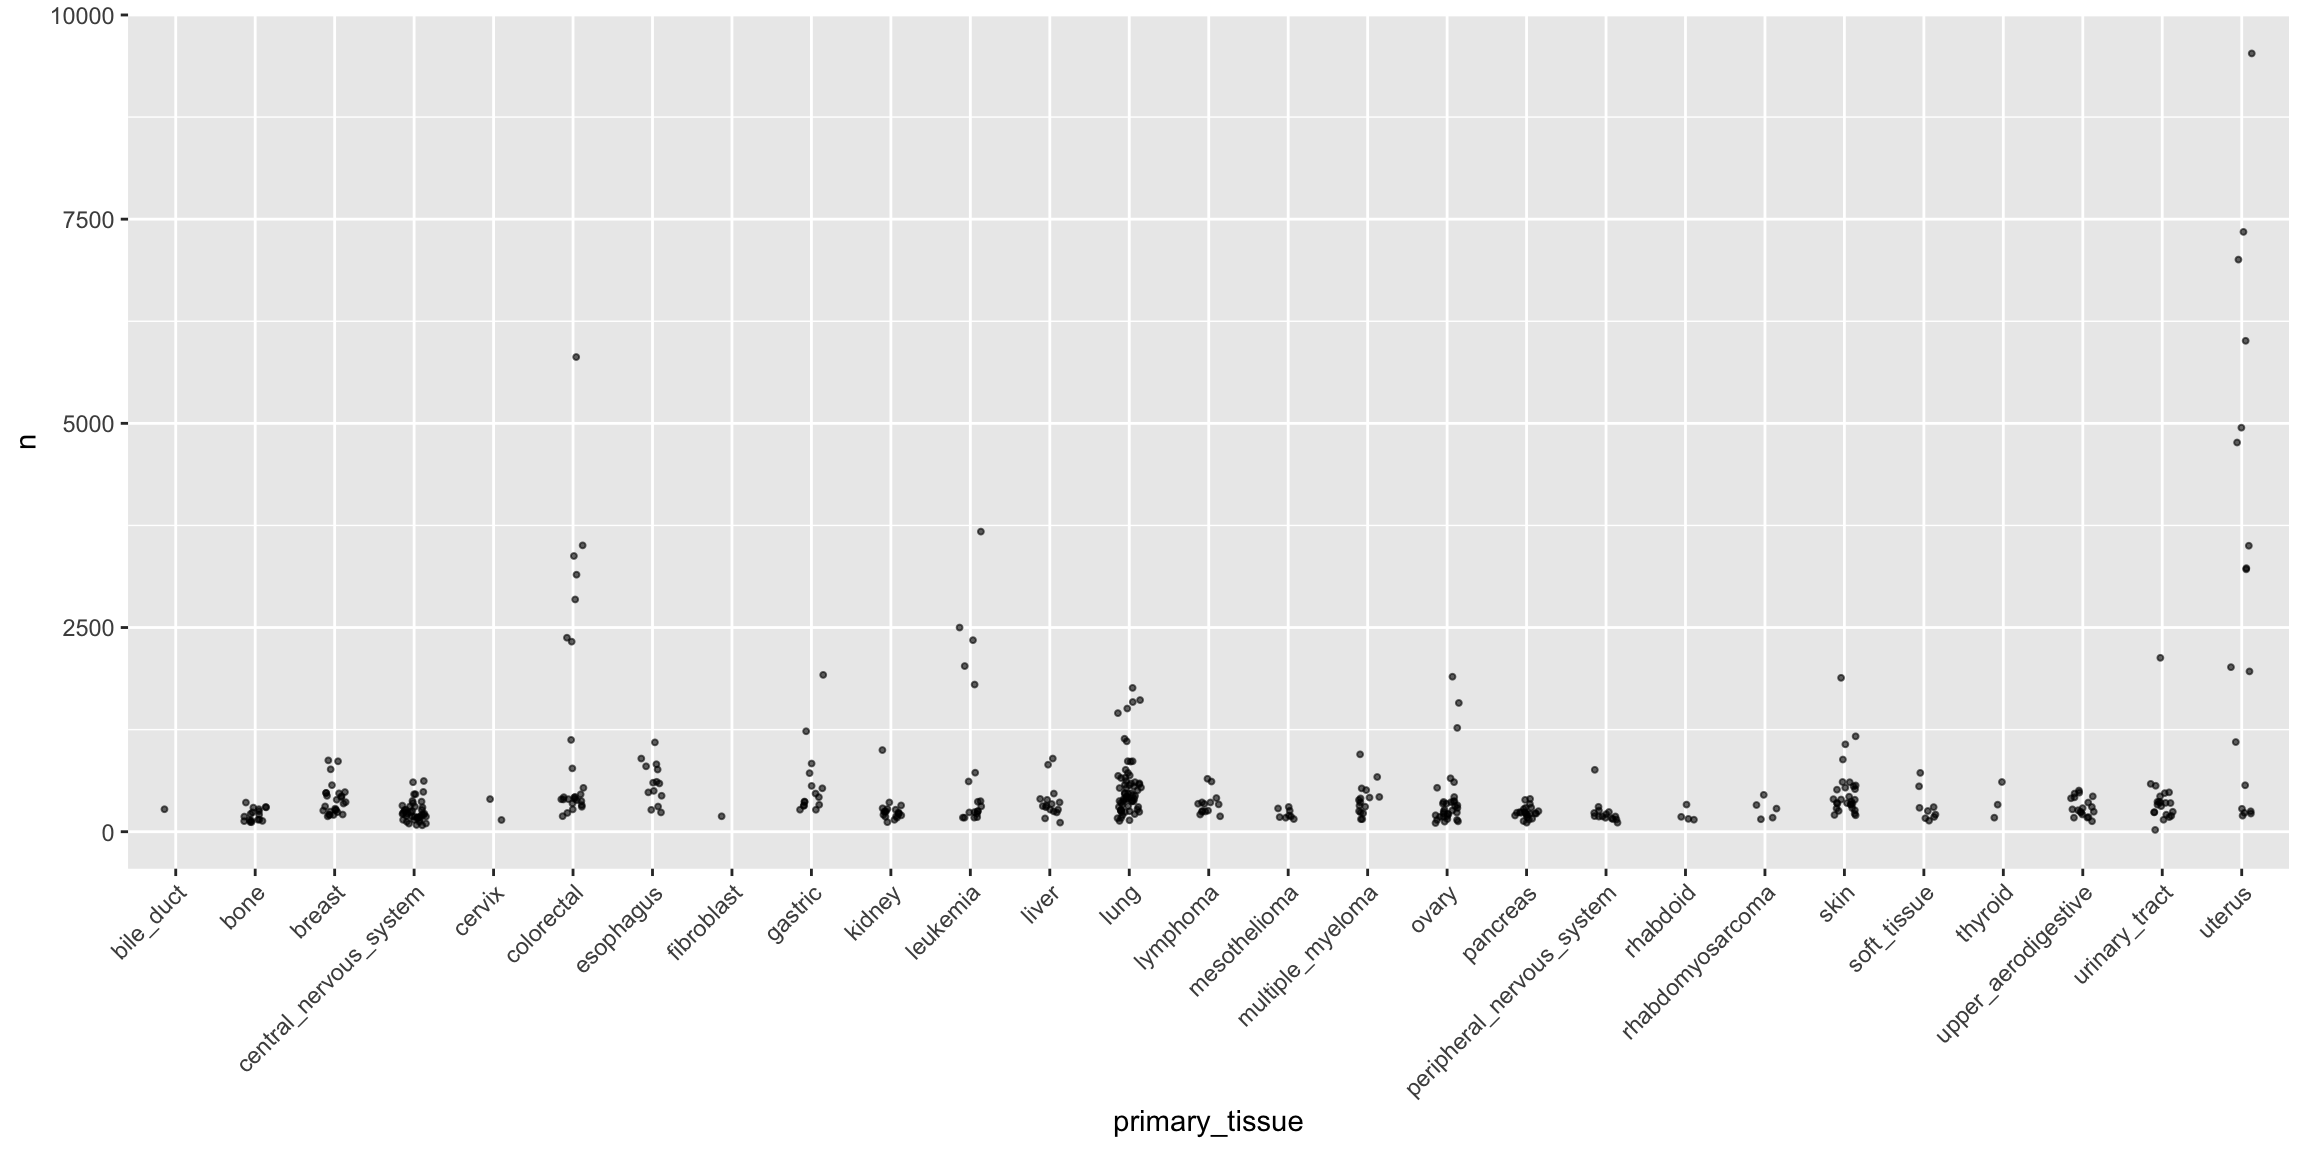 10000
7500
5000
2500
0
n
bile_duct
bone
breast
central_nervous_system
cervix
colorectal
esophagus
fibroblast
gastric
kidney
leukemia
liver
lung
lymphoma
mesothelioma
multiple_myeloma
ovary
pancreas
peripheral_nervous_system
rhabdoid
rhabdomyosarcoma
skin
soft_tissue
thyroid
upper_aerodigestive
urinary_tract
uterus
primary_tissue